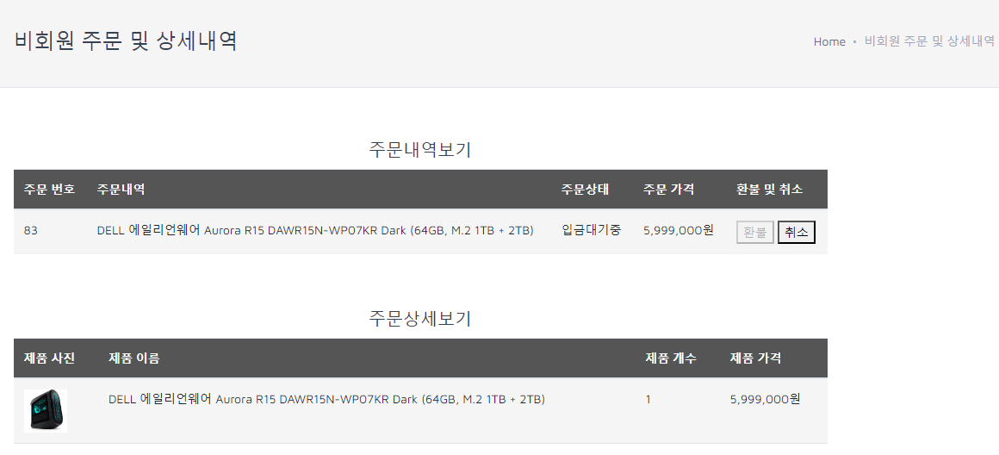 비회원 주문 및 상세내역
Home • 비회원 주문 및 상세내역
주문내역보기
주문 번호 주문내역 주문상태 주문 가격 환불 및 취소
83 DELL 에일리언웨어 Aurora R15 DAWR15N-WP07KR Dark (64GB, M.2 1TB + 2TB) 입금대기중 5,999,000원 환불 취소
주문상세보기
제품 사진 제품 이름 제품 개수 제품 가격
DELL 에일리언웨어 Aurora R15 DAWR15N-WP07KR Dark (64GB, M.2 1TB + 2TB) 1 5,999,000원